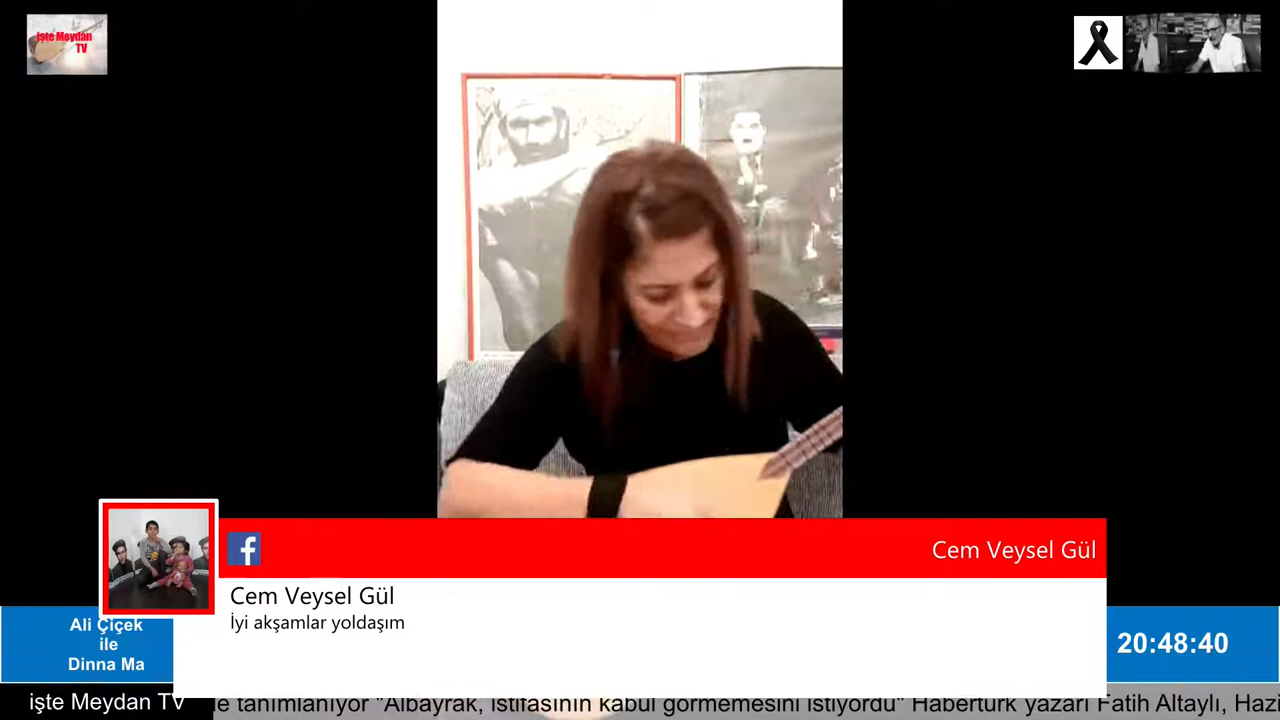 işte Meydan
TV
Cem Veysel Gül
Cem Veysel Gül
İyi akşamlar yoldaşım
Ali Çiçek
ile
Dinna Ma
20:48:40
işte Meydan TV
tanımlanıyor "Albayrak, istifasının kabul görmemesini istiyordu" Habertürk yazarı Fatih Altaylı, Hazi